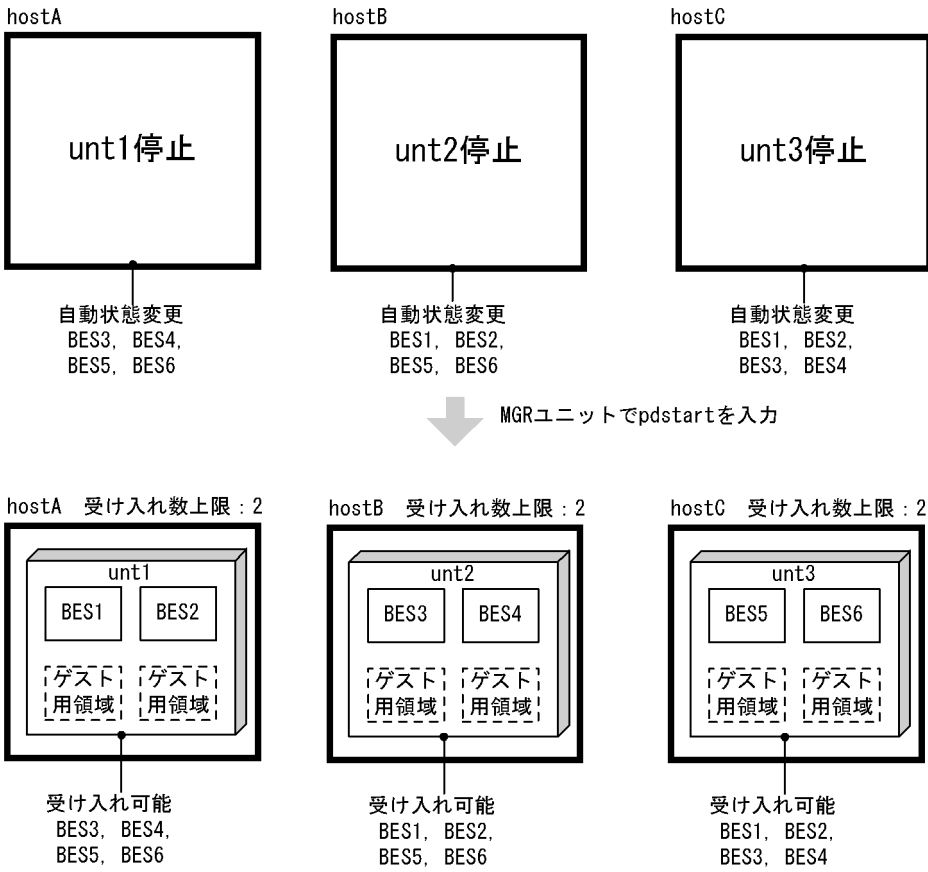 hostA
hostB
hostC
unt1停止
unt2停止
unt3停止
自動状態変更
BES3, BES4,
BES5, BES6
自動状態変更
BES1, BES2,
BES5, BES6
自動状態変更
BES1, BES2,
BES3, BES4
MGRユニットでpdstartを入力
hostA 受け入れ数上限:2
hostB 受け入れ数上限:2
hostC 受け入れ数上限:2
unt1
BES1
BES2
ゲスト
用領域
ゲスト
用領域
unt2
BES3
BES4
ゲスト
用領域
ゲスト
用領域
unt3
BES5
BES6
ゲスト
用領域
ゲスト
用領域
受け入れ可能
BES3, BES4,
BES5, BES6
受け入れ可能
BES1, BES2,
BES5, BES6
受け入れ可能
BES1, BES2,
BES3, BES4